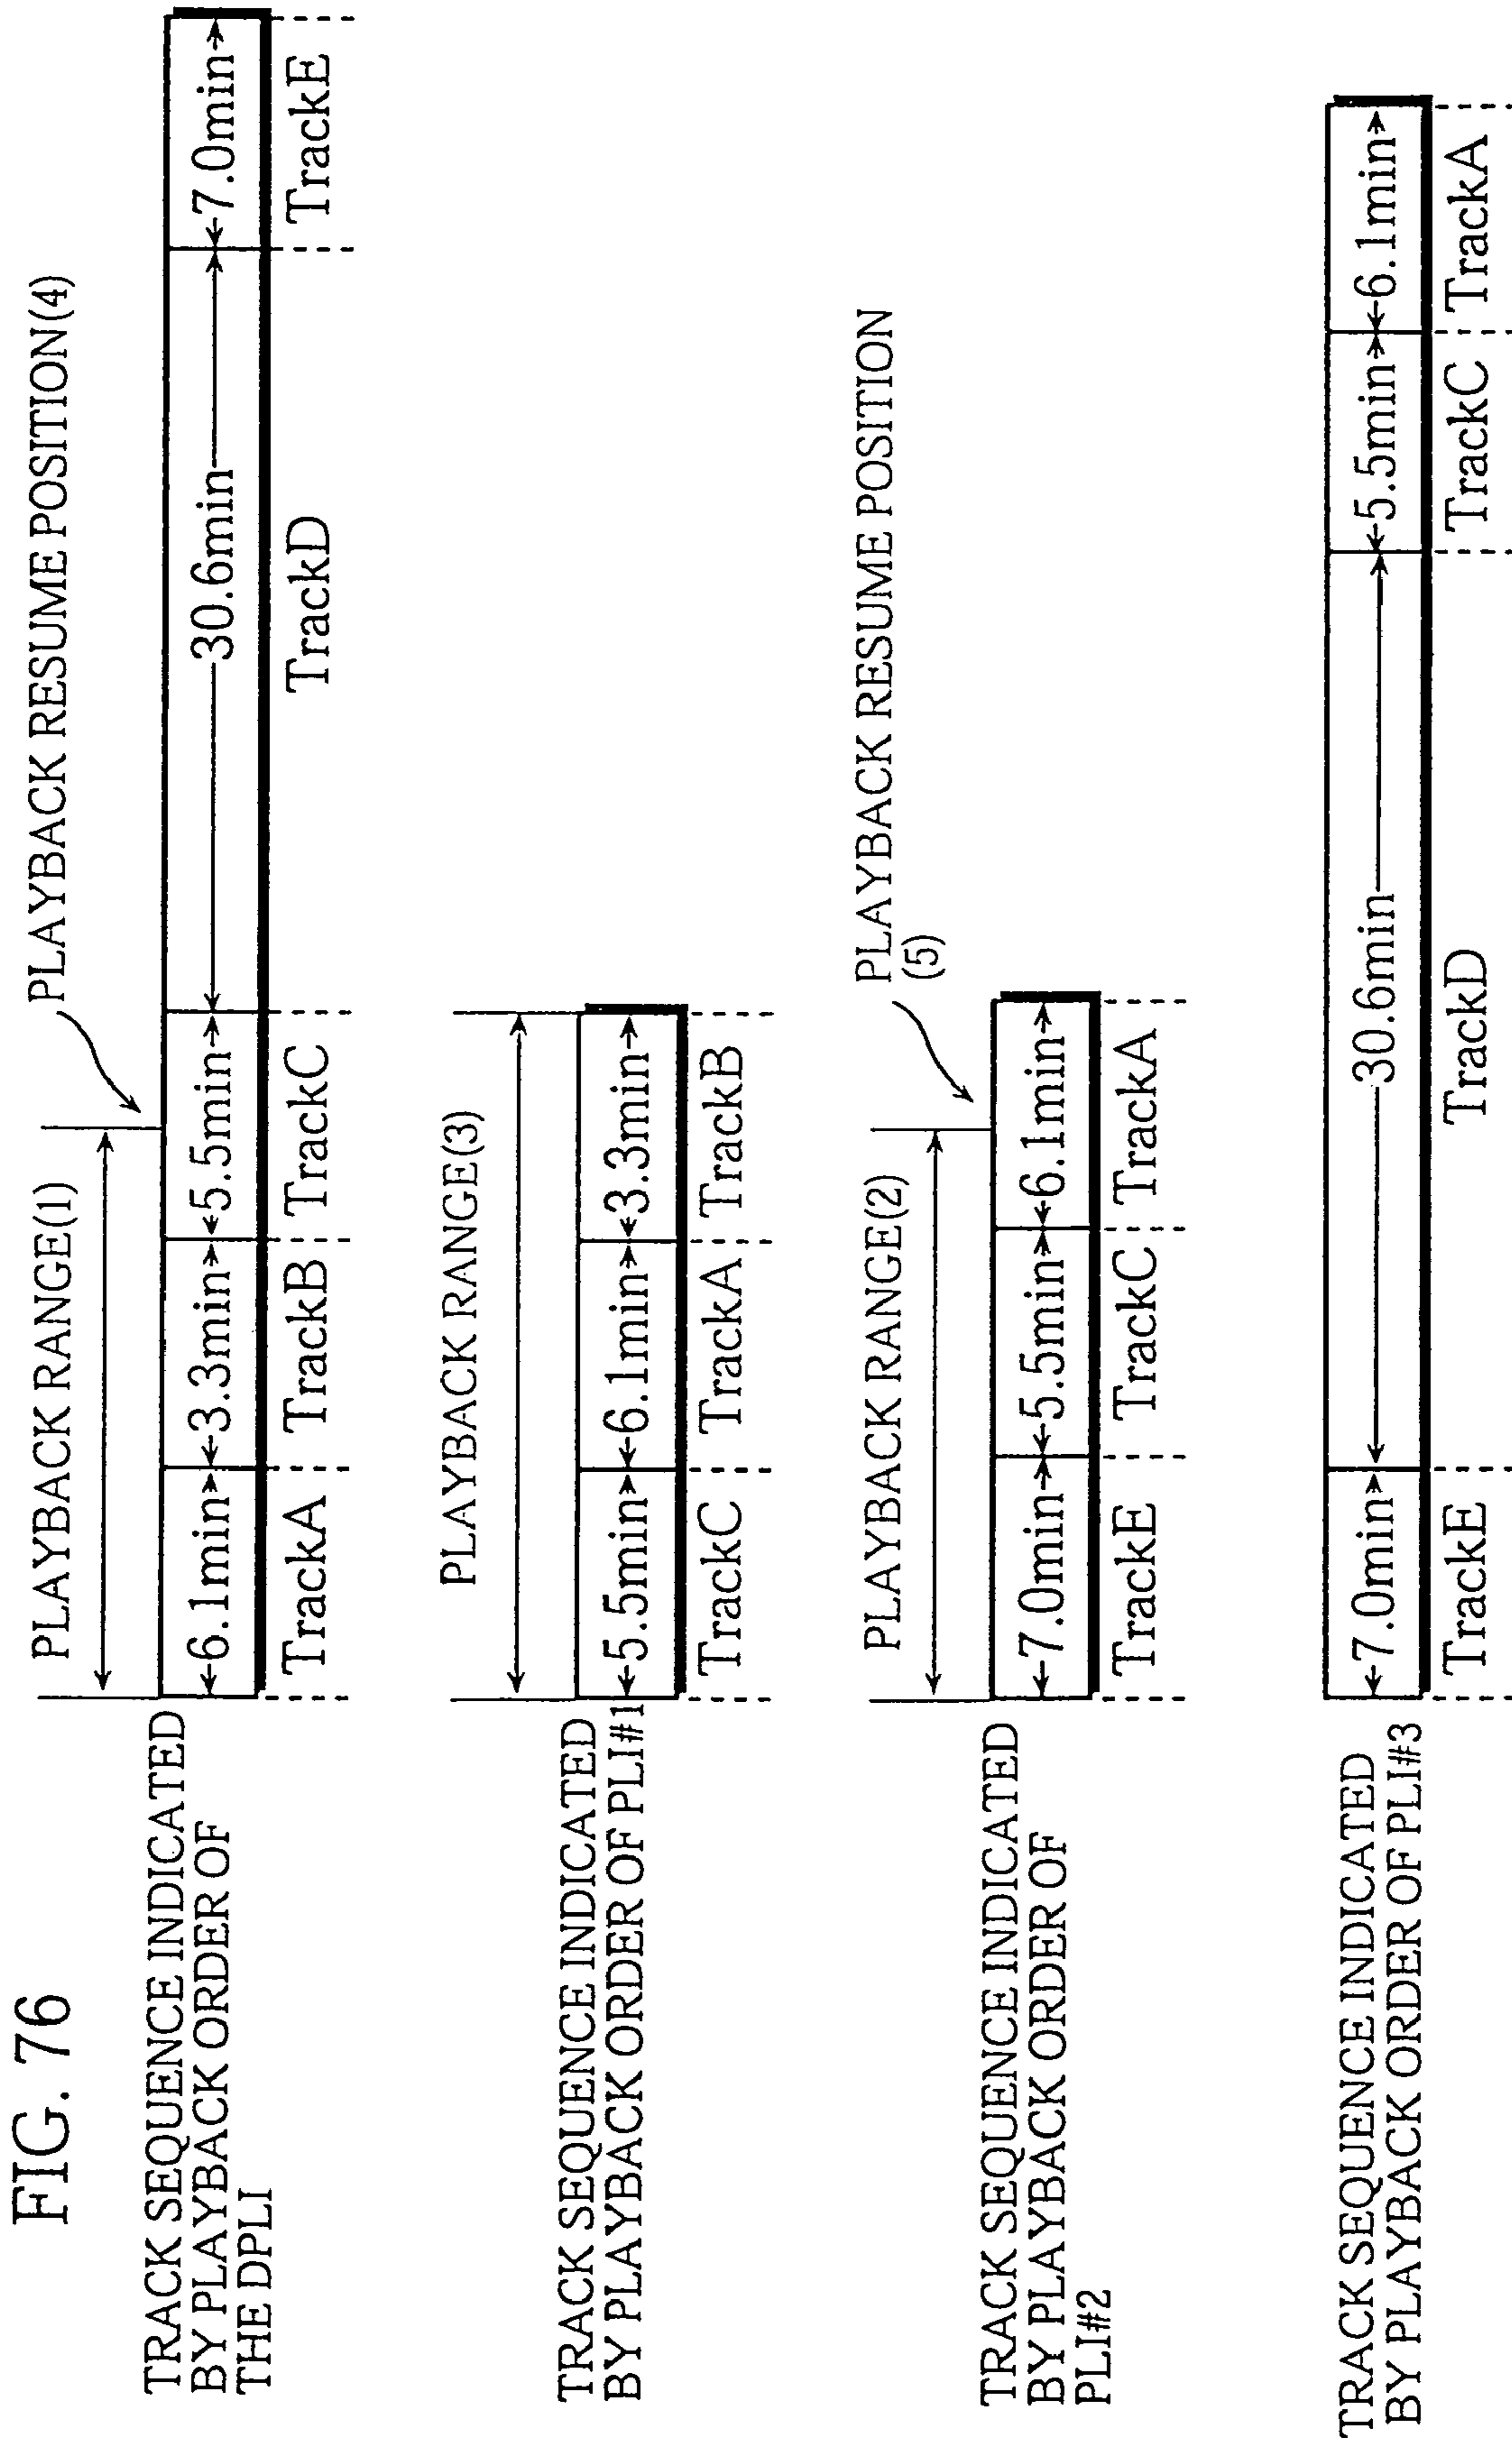 FIG. 76
PLAYBACK RANGE(1)
PLAYBACK RESUME POSITION(4)
TRACK SEQUENCE INDICATED
BY PLAYBACK ORDER OF
THE DPLI
6.1min
3.3min
5.5min
30.6min
7.0min
TrackA
TrackB
TrackC
TrackD
TrackE
PLAYBACK RANGE(3)
TRACK SEQUENCE INDICATED
BY PLAYBACK ORDER OF PLI#1
5.5min
6.1min
3.3min
TrackC
TrackA
TrackB
PLAYBACK RANGE(2)
PLAYBACK RESUME POSITION
(5)
TRACK SEQUENCE INDICATED
BY PLAYBACK ORDER OF
PLI#2
7.0min
5.5min
6.1min
TrackE
TrackC
TrackA
TRACK SEQUENCE INDICATED
BY PLAYBACK ORDER OF PLI#3
7.0min
30.6min
5.5min
6.1min
TrackE
TrackD
TrackC
TrackA